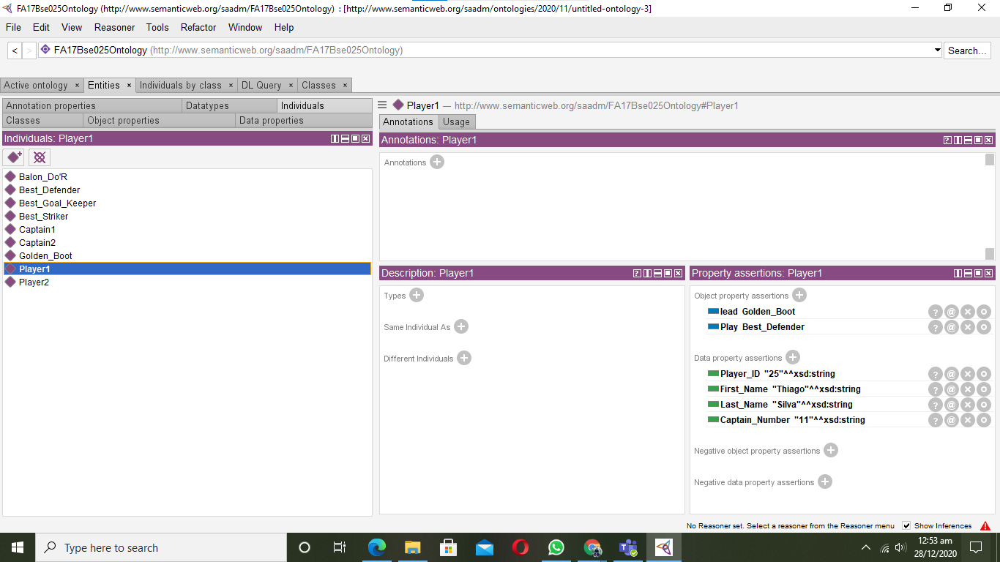 FA17Bse025Ontology (http://www.semanticweb.org/saadm/FA17Bse025Ontology) : [http://www.semanticweb.org/saadm/ontologies/2020/11/untitled-ontology-3]
File Edit View Reasoner Tools Refactor Window Help
< > FA17Bse025Ontology (http://www.semanticweb.org/saadm/FA17Bse025Ontology) Search...
Active ontology × Entities × Individuals by class × DL Query × Classes ×
Annotation properties Datatypes Individuals
Classes Object properties Data properties
Individuals: Player1
Balon_Do'R
Best_Defender
Best_Goal_Keeper
Best_Striker
Captain1
Captain2
Golden_Boot
Player1
Player2
Player1 — http://www.semanticweb.org/saadm/FA17Bse025Ontology#Player1
Annotations Usage
Annotations: Player1
Annotations
Description: Player1
Types
Same Individual As
Different Individuals
Property assertions: Player1
Object property assertions
lead Golden_Boot
Play Best_Defender
Data property assertions
Player_ID "25"^^xsd:string
First_Name "Thiago"^^xsd:string
Last_Name "Silva"^^xsd:string
Captain_Number "11"^^xsd:string
Negative object property assertions
Negative data property assertions
No Reasoner set. Select a reasoner from the Reasoner menu Show Inferences
Type here to search
12:53 am
28/12/2020